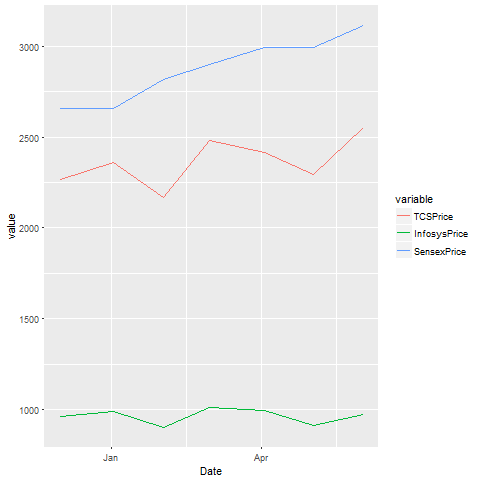 3000
2500
2000
1500
1000
value
Jan
Apr
Date
variable
TCSPrice
InfosysPrice
SensexPrice